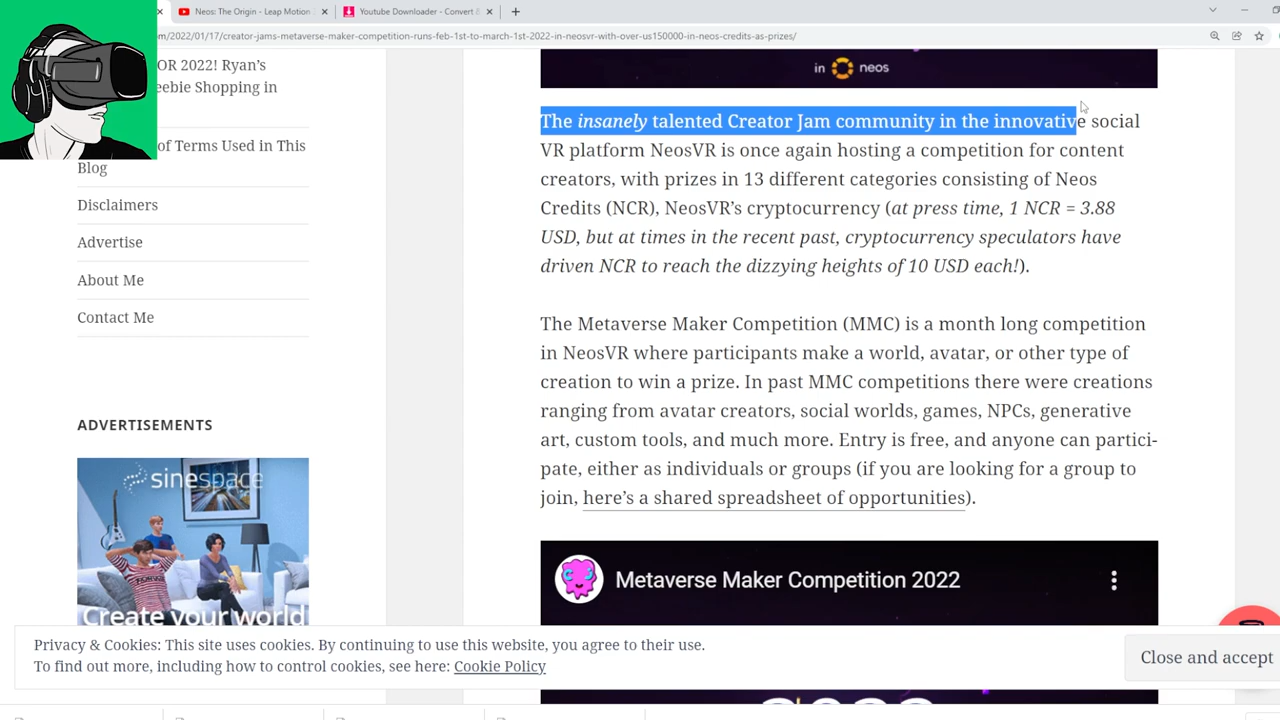 Neos: The Origin - Leap Motion
Youtube Downloader - Convert &
om/2022/01/17/creator-jams-metaverse-maker-competition-runs-feb-1st-to-march-1st-2022-in-neosvr-with-over-us150000-in-neos-credits-as-prizes/
OR 2022! Ryan's
eebie Shopping in
of Terms Used in This
Blog
Disclaimers
Advertise
About Me
Contact Me
ADVERTISEMENTS
sinespace
Create your world
in neos
The insanely talented Creator Jam community in the innovative social
VR platform NeosVR is once again hosting a competition for content
creators, with prizes in 13 different categories consisting of Neos
Credits (NCR), NeosVR's cryptocurrency (at press time, 1 NCR = 3.88
USD, but at times in the recent past, cryptocurrency speculators have
driven NCR to reach the dizzying heights of 10 USD each!).
The Metaverse Maker Competition (MMC) is a month long competition
in NeosVR where participants make a world, avatar, or other type of
creation to win a prize. In past MMC competitions there were creations
ranging from avatar creators, social worlds, games, NPCs, generative
art, custom tools, and much more. Entry is free, and anyone can partici-
pate, either as individuals or groups (if you are looking for a group to
join, here's a shared spreadsheet of opportunities).
Metaverse Maker Competition 2022
Privacy & Cookies: This site uses cookies. By continuing to use this website, you agree to their use.
To find out more, including how to control cookies, see here: Cookie Policy
Close and accept